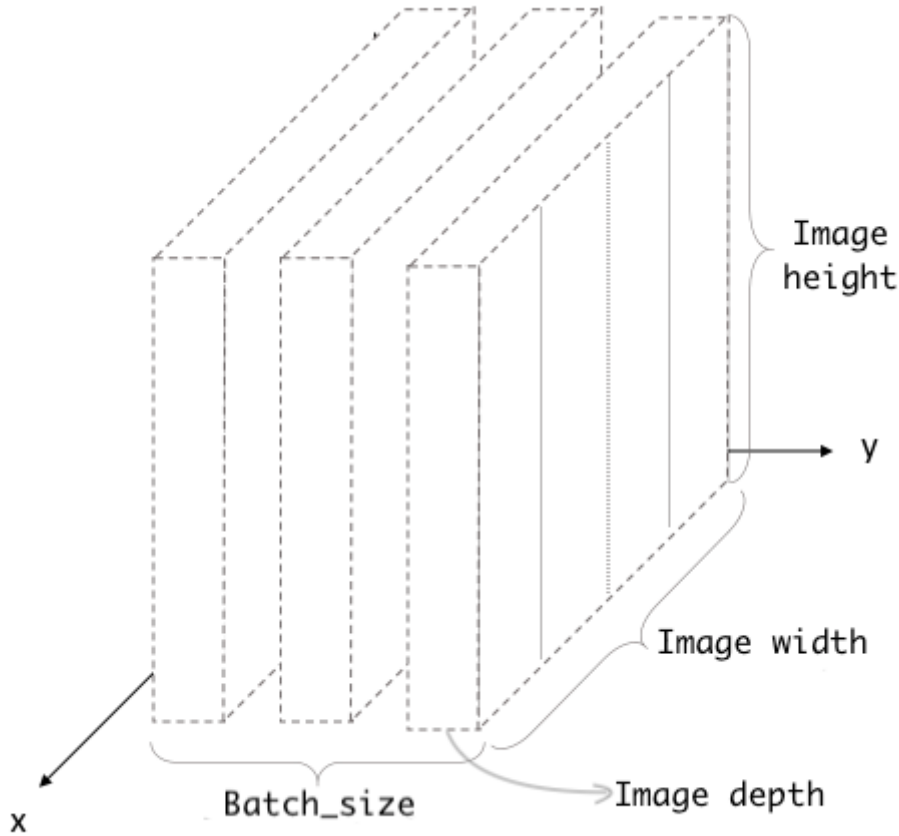 Image
height
y
Image width
Image depth
Batch_size
x